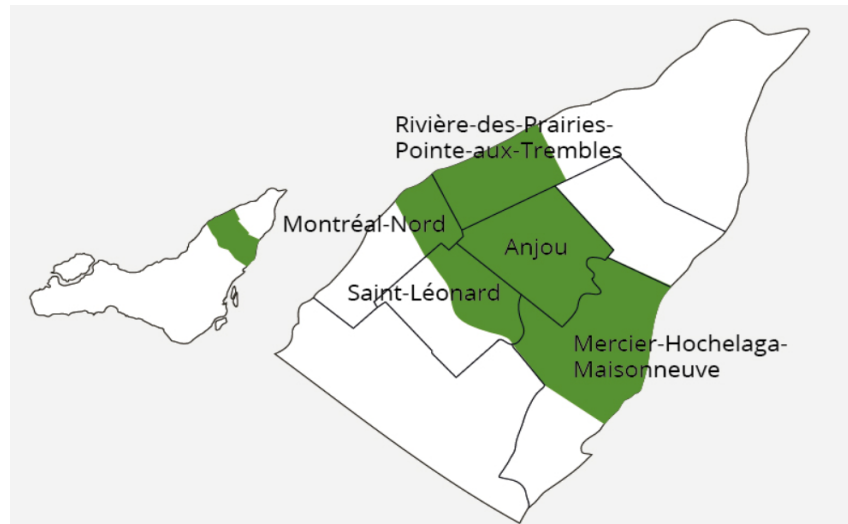 Rivière-des-Prairies-
Pointe-aux-Trembles
Montréal-Nord
Anjou
Saint-Léonard
Mercier-Hochelaga-
Maisonneuve